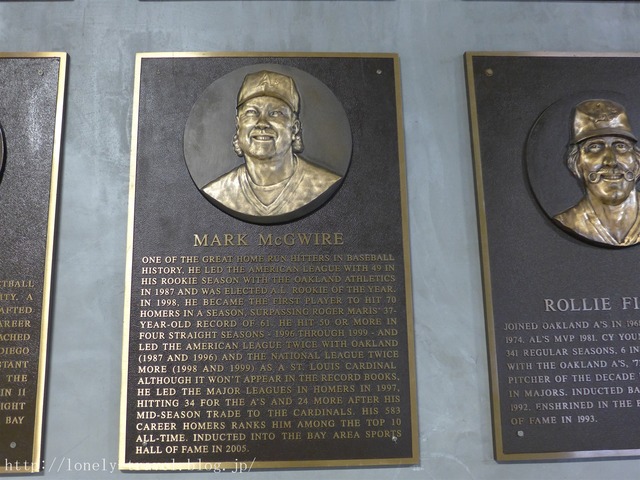 TBALL
TY. A
AFTED
AREER
ACHED
DIEGO
STANT
THE
IN 11
IGHT
BAY
MARK McGWIRE
ONE OF THE GREAT HOME RUN HITTERS IN BASEBALL
HISTORY, HE LED THE AMERICAN LEAGUE WITH 49 IN
HIS ROOKIE SEASON WITH THE OAKLAND ATHLETICS
IN 1987 AND WAS ELECTED A.L. ROOKIE OF THE YEAR.
IN 1998, HE BECAME THE FIRST PLAYER TO HIT 70
HOMERS IN A SEASON, SURPASSING ROGER MARIS' 37-
YEAR-OLD RECORD OF 61. HE HIT 50 OR MORE IN
FOUR STRAIGHT SEASONS - 1996 THROUGH 1999 - AND
LED THE AMERICAN LEAGUE TWICE WITH OAKLAND
(1987 AND 1996) AND THE NATIONAL LEAGUE TWICE
MORE (1998 AND 1999) AS A ST. LOUIS CARDINAL
ALTHOUGH IT WON'T APPEAR IN THE RECORD BOOKS,
HE LED THE MAJOR LEAGUES IN HOMERS IN 1997,
HITTING 34 FOR THE A'S AND 24 MORE AFTER HIS
MID-SEASON TRADE TO THE CARDINALS. HIS 583
CAREER HOMERS RANKS HIM AMONG THE TOP 10
ALL-TIME. INDUCTED INTO THE BAY AREA SPORTS
HALL OF FAME IN 2005.
ROLLIE FI
JOINED OAKLAND A'S IN 196
1974. AL'S MVP 1981. CY YOUN
341 REGULAR SEASONS, 6 IN
WITH THE OAKLAND A'S, '7
PITCHER OF THE DECADE
IN MAJORS. INDUCTED BA
1992. ENSHRINED IN THE B
OF FAME IN 1993.
http://lonely-travel.blog.jp/